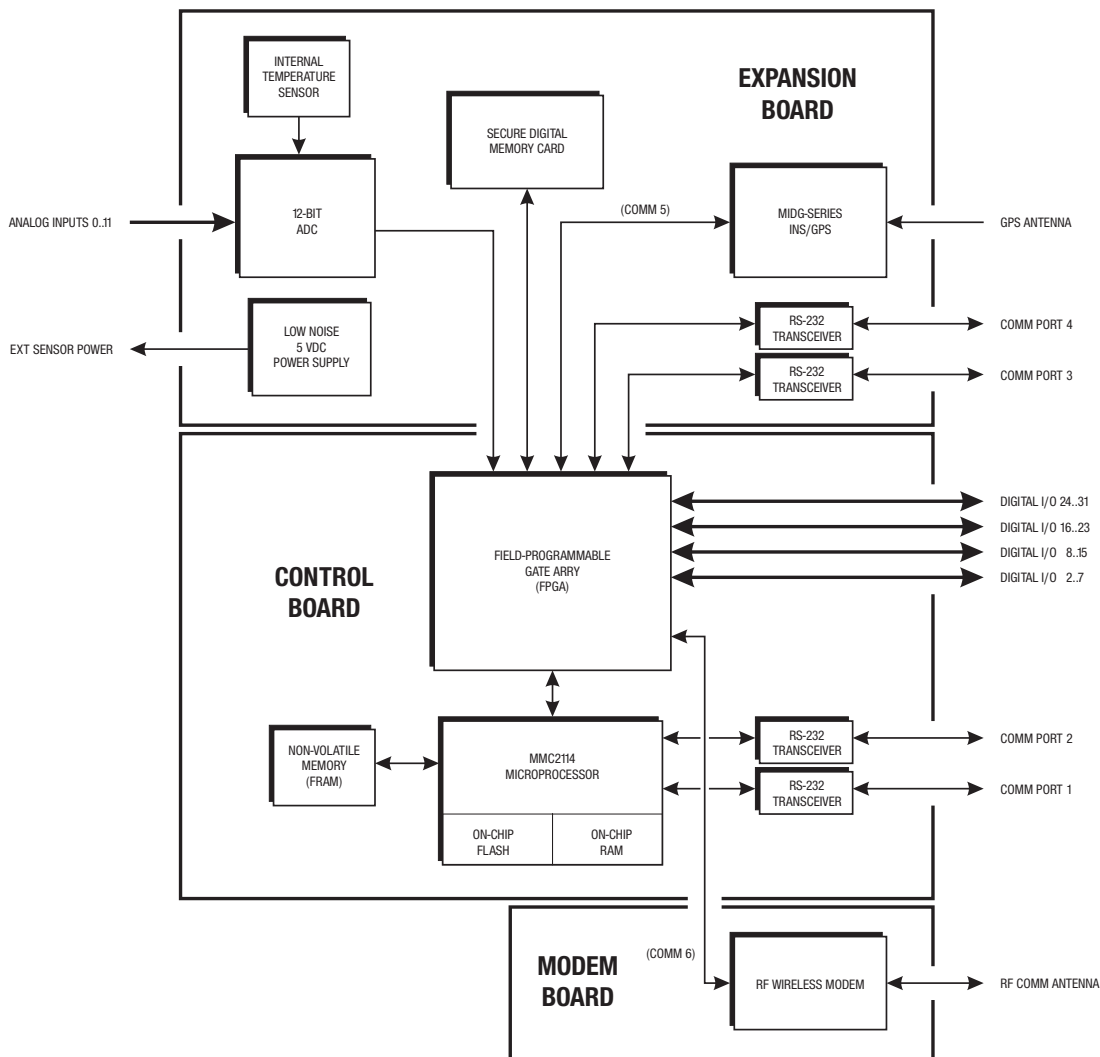 INTERNAL
TEMPERATURE
SENSOR
EXPANSION
BOARD
SECURE DIGITAL
MEMORY CARD
12-BIT
ADC
(COMM 5)
MIDG-SERIES
INS/GPS
ANALOG INPUTS 0..11
GPS ANTENNA
LOW NOISE
5 VDC
POWER SUPPLY
EXT SENSOR POWER
RS-232
TRANSCEIVER
COMM PORT 4
RS-232
TRANSCEIVER
COMM PORT 3
CONTROL
BOARD
FIELD-PROGRAMMABLE
GATE ARRY
(FPGA)
DIGITAL I/O 24..31
DIGITAL I/O 16..23
DIGITAL I/O 8..15
DIGITAL I/O 2..7
NON-VOLATILE
MEMORY
(FRAM)
MMC2114
MICROPROCESSOR
ON-CHIP
FLASH
ON-CHIP
RAM
RS-232
TRANSCEIVER
COMM PORT 2
RS-232
TRANSCEIVER
COMM PORT 1
MODEM
BOARD
(COMM 6)
RF WIRELESS MODEM
RF COMM ANTENNA